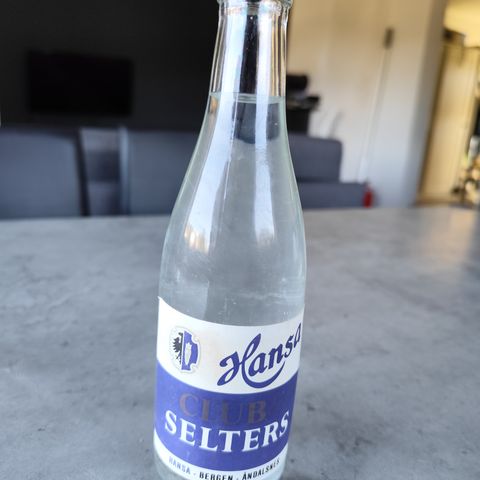 Hansa
CLUB
SELTERS
HANSA - BERGEN - ÅNDALSNES